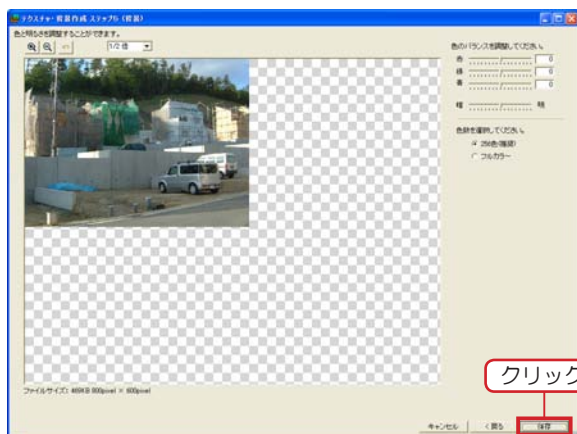 テクスチャ・背景作成 ステップ5 (背景)
色と明るさを調整することができます。
1/2 倍
色のバランスを調整してください。
赤 0
緑 0
青 0
暗 明
色数を選択してください。
256色(推奨)
フルカラー
ファイルサイズ: 469KB 800pixel × 600pixel
クリック
キャンセル
< 戻る
保存